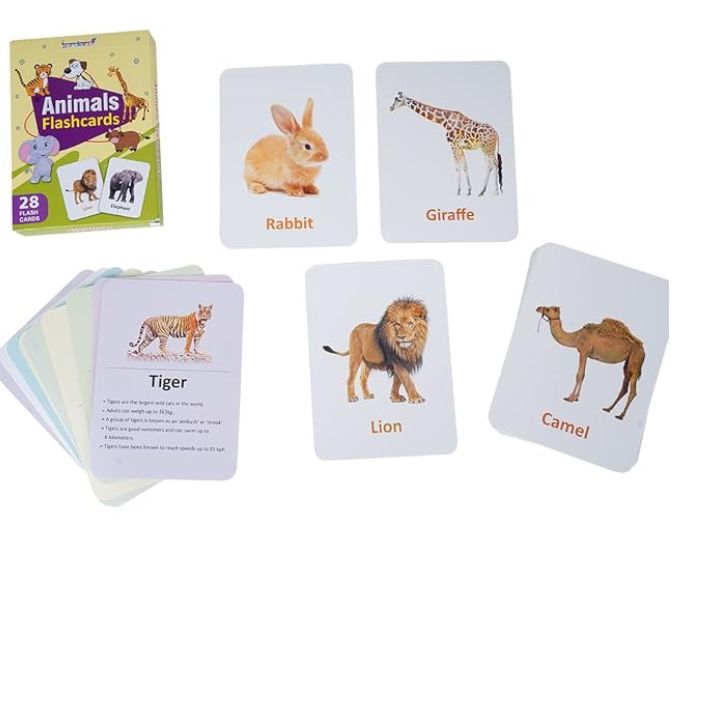 Animals
Flashcards
Lion
Elephant
28
FLASH
CARDS
Rabbit
Giraffe
Tiger
• Tigers are the largest wild cats in the world.
• Adults can weigh up to 363kg.
• A group of tigers is known as an 'ambush' or 'streak'
• Tigers are good swimmers and can swim up to
6 kilometers.
• Tigers have been known to reach speeds up to 65 kph.
Lion
Camel